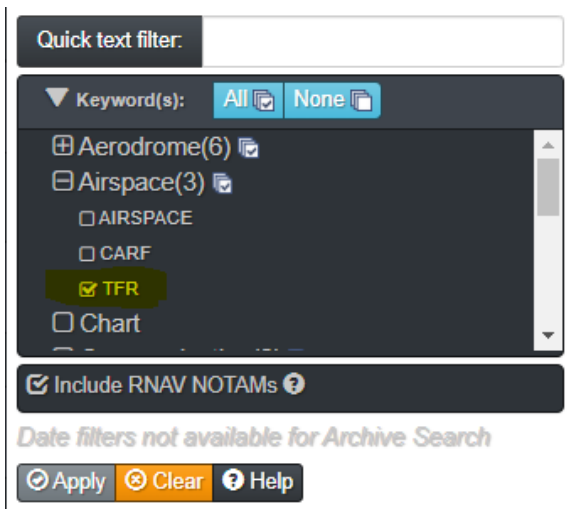 Quick text filter:
Keyword(s): All None
Aerodrome(6)
Airspace(3)
AIRSPACE
CARF
TFR
Chart
Include RNAV NOTAMs
Date filters not available for Archive Search
Apply Clear Help